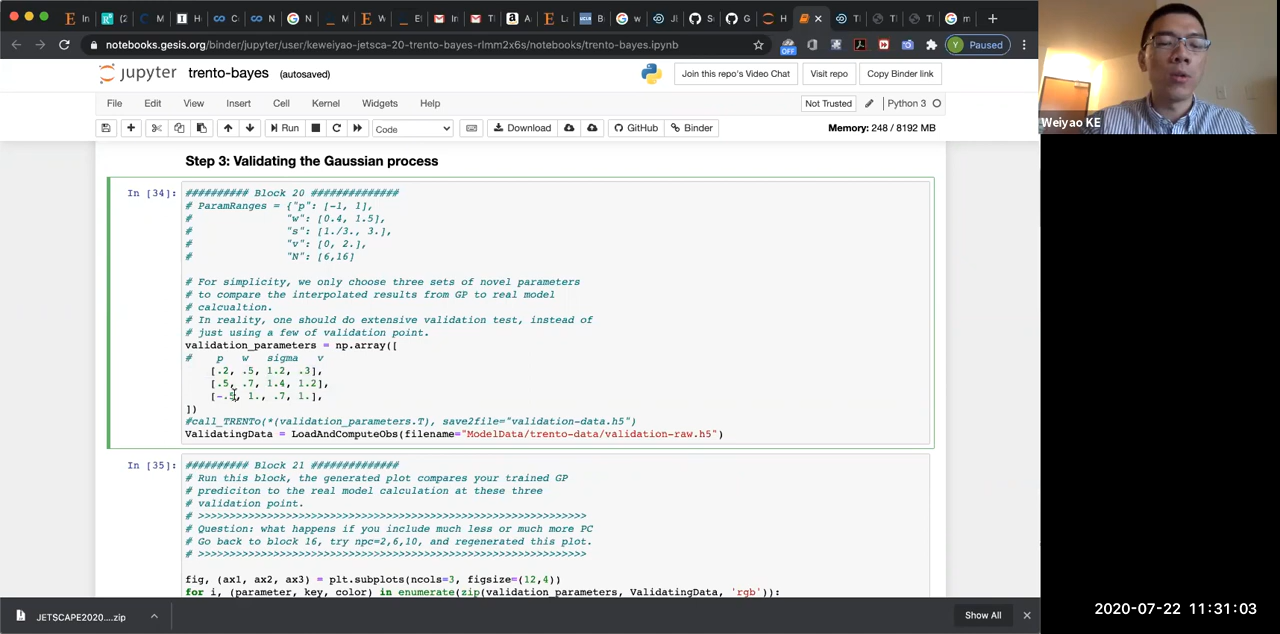 notebooks.gesis.org/binder/jupyter/user/keweiyao-jetsca-20-trento-bayes-rlmm2x6s/notebooks/trento-bayes.ipynb
OFF
Y Paused
jupyter trento-bayes (autosaved)
Join this repo's Video Chat
Visit repo
Copy Binder link
File Edit View Insert Cell Kernel Widgets Help
Not Trusted
Python 3
Run
Code
Download
GitHub
Binder
Memory: 248 / 8192 MB
Weiyao KE
Step 3: Validating the Gaussian process
In [34]:
########## Block 20 ##############
# ParamRanges = {"p": [-1, 1],
# "w": [0.4, 1.5],
# "s": [1./3., 3.],
# "v": [0, 2.],
# "N": [6,16]
# For simplicity, we only choose three sets of novel parameters
# to compare the interpolated results from GP to real model
# calcualtion.
# In reality, one should do extensive validation test, instead of
# just using a few of validation point.
validation_parameters = np.array([
# p w sigma v
[.2, .5, 1.2, .3],
[.5, .7, 1.4, 1.2],
[-.5, 1., .7, 1.],
])
#call_TRENTo(*(validation_parameters.T), save2file="validation-data.h5")
ValidatingData = LoadAndComputeObs(filename="ModelData/trento-data/validation-raw.h5")
In [35]:
########## Block 21 ##############
# Run this block, the generated plot compares your trained GP
# prediciton to the real model calculation at these three
# validation point.
# >>>>>>>>>>>>>>>>>>>>>>>>>>>>>>>>>>>>>>>>>>>>>>>>>>>>>>>>>>>>>>>>>
# Question: what happens if you include much less or much more PC
# Go back to block 16, try npc=2,6,10, and regenerated this plot.
# >>>>>>>>>>>>>>>>>>>>>>>>>>>>>>>>>>>>>>>>>>>>>>>>>>>>>>>>>>>>>>>>>
fig, (ax1, ax2, ax3) = plt.subplots(ncols=3, figsize=(12,4))
for i, (parameter, key, color) in enumerate(zip(validation_parameters, ValidatingData, 'rgb')):
JETSCAPE2020....zip
Show All
2020-07-22 11:31:03